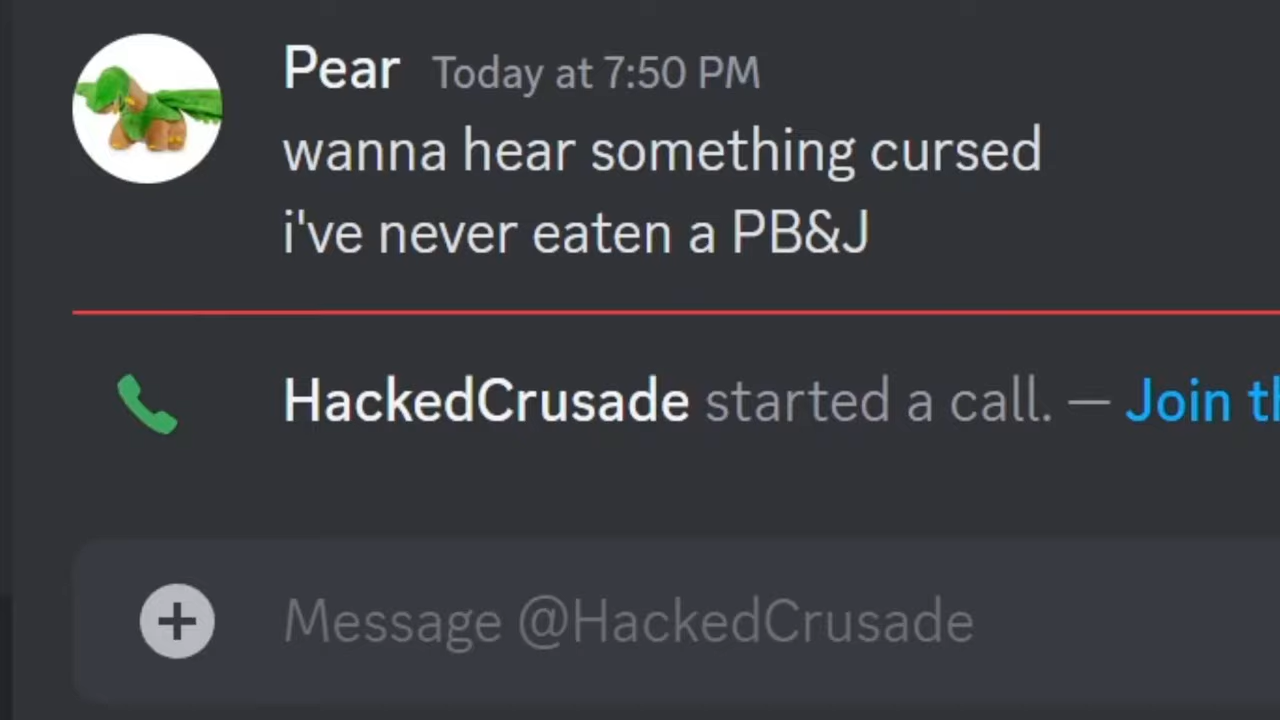 Pear Today at 7:50 PM
wanna hear something cursed
i've never eaten a PB&J
HackedCrusade started a call. — Join
Message @HackedCrusade